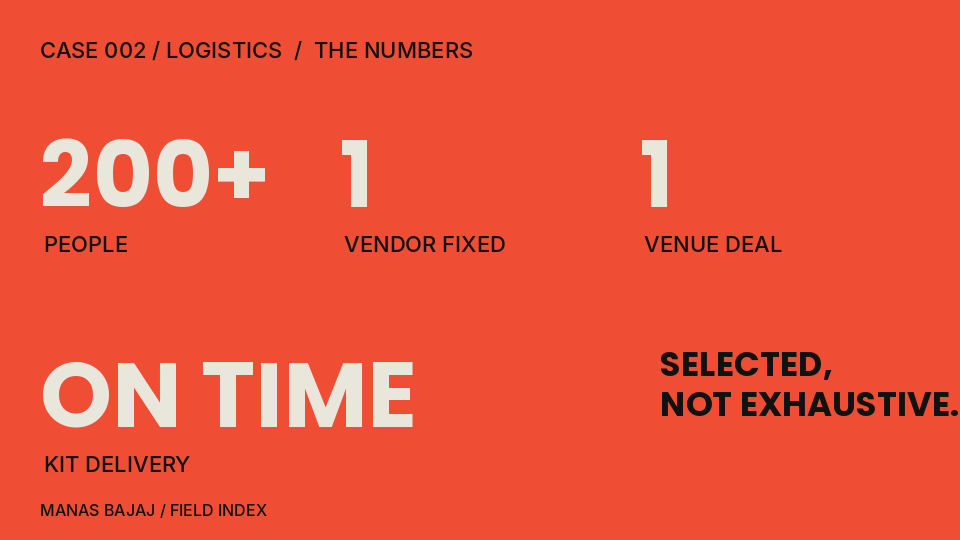 CASE 002 / LOGISTICS / THE NUMBERS
200+
PEOPLE
1
VENDOR FIXED
1
VENUE DEAL
ON TIME
KIT DELIVERY
SELECTED,
NOT EXHAUSTIVE.
MANAS BAJAJ / FIELD INDEX